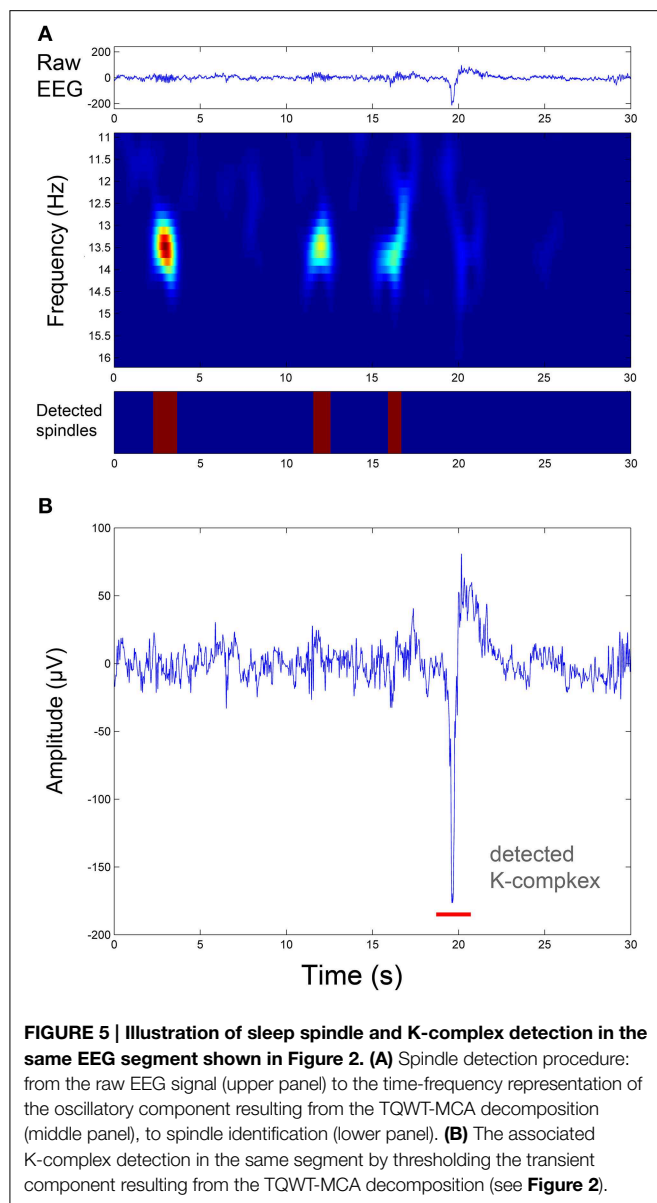 A
Raw
EEG
200
0
-200
0 5 10 15 20 25 30
Frequency (Hz)
11
11.5
12
12.5
13
13.5
14
14.5
15
15.5
16
0 5 10 15 20 25 30
Detected
spindles
0 5 10 15 20 25 30
B
Amplitude (µV)
100
50
0
-50
-100
-150
-200
detected
K-compkex
0 5 10 15 20 25 30
Time (s)
FIGURE 5 | Illustration of sleep spindle and K-complex detection in the
same EEG segment shown in Figure 2. (A) Spindle detection procedure:
from the raw EEG signal (upper panel) to the time-frequency representation of
the oscillatory component resulting from the TQWT-MCA decomposition
(middle panel), to spindle identification (lower panel). (B) The associated
K-complex detection in the same segment by thresholding the transient
component resulting from the TQWT-MCA decomposition (see Figure 2).